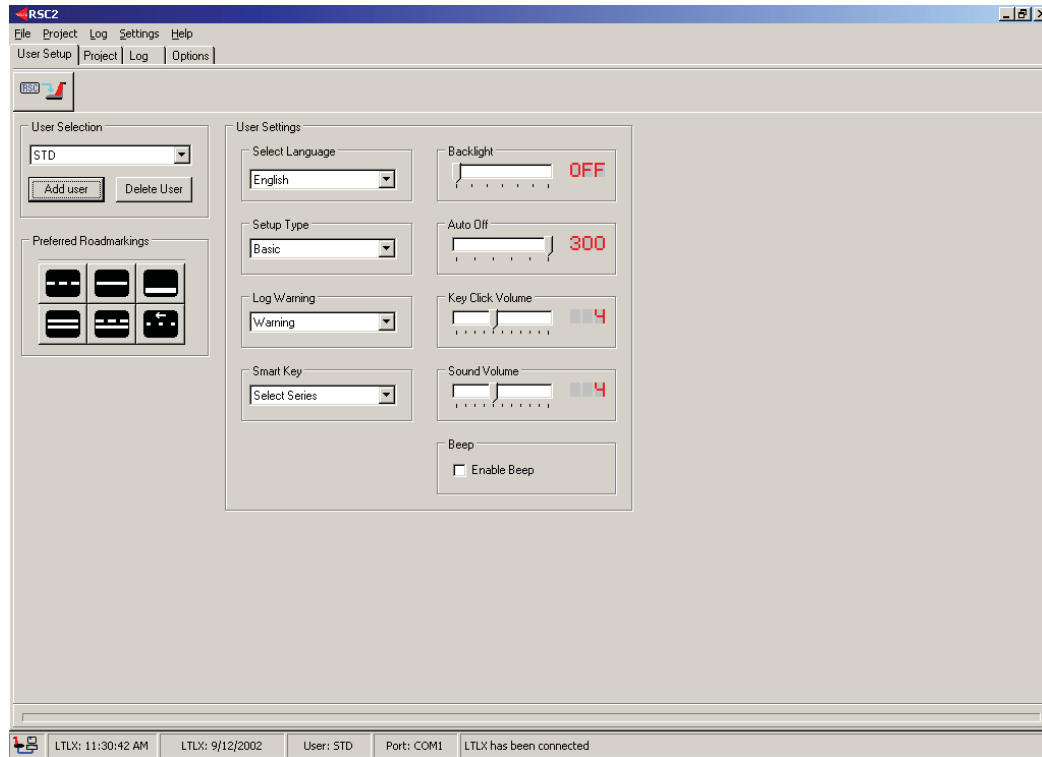 RSC2
File Project Log Settings Help
User Setup Project Log Options
RSC
User Selection
STD
Add user Delete User
Preferred Roadmarkings
User Settings
Select Language
English
Setup Type
Basic
Log Warning
Warning
Smart Key
Select Series
Backlight
OFF
Auto Off
300
Key Click Volume
4
Sound Volume
4
Beep
Enable Beep
LTLX: 11:30:42 AM LTLX: 9/12/2002 User: STD Port: COM1 LTLX has been connected